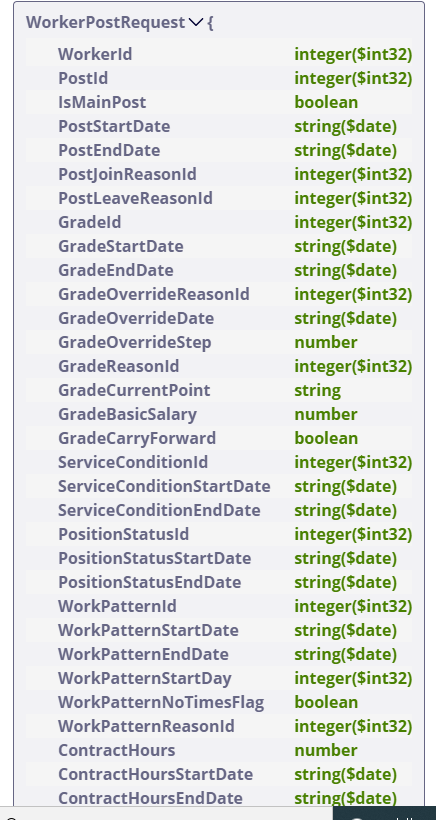 WorkerPostRequest {
WorkerId integer($int32)
PostId integer($int32)
IsMainPost boolean
PostStartDate string($date)
PostEndDate string($date)
PostJoinReasonId integer($int32)
PostLeaveReasonId integer($int32)
GradeId integer($int32)
GradeStartDate string($date)
GradeEndDate string($date)
GradeOverrideReasonId integer($int32)
GradeOverrideDate string($date)
GradeOverrideStep number
GradeReasonId integer($int32)
GradeCurrentPoint string
GradeBasicSalary number
GradeCarryForward boolean
ServiceConditionId integer($int32)
ServiceConditionStartDate string($date)
ServiceConditionEndDate string($date)
PositionStatusId integer($int32)
PositionStatusStartDate string($date)
PositionStatusEndDate string($date)
WorkPatternId integer($int32)
WorkPatternStartDate string($date)
WorkPatternEndDate string($date)
WorkPatternStartDay integer($int32)
WorkPatternNoTimesFlag boolean
WorkPatternReasonId integer($int32)
ContractHours number
ContractHoursStartDate string($date)
ContractHoursEndDate string($date)